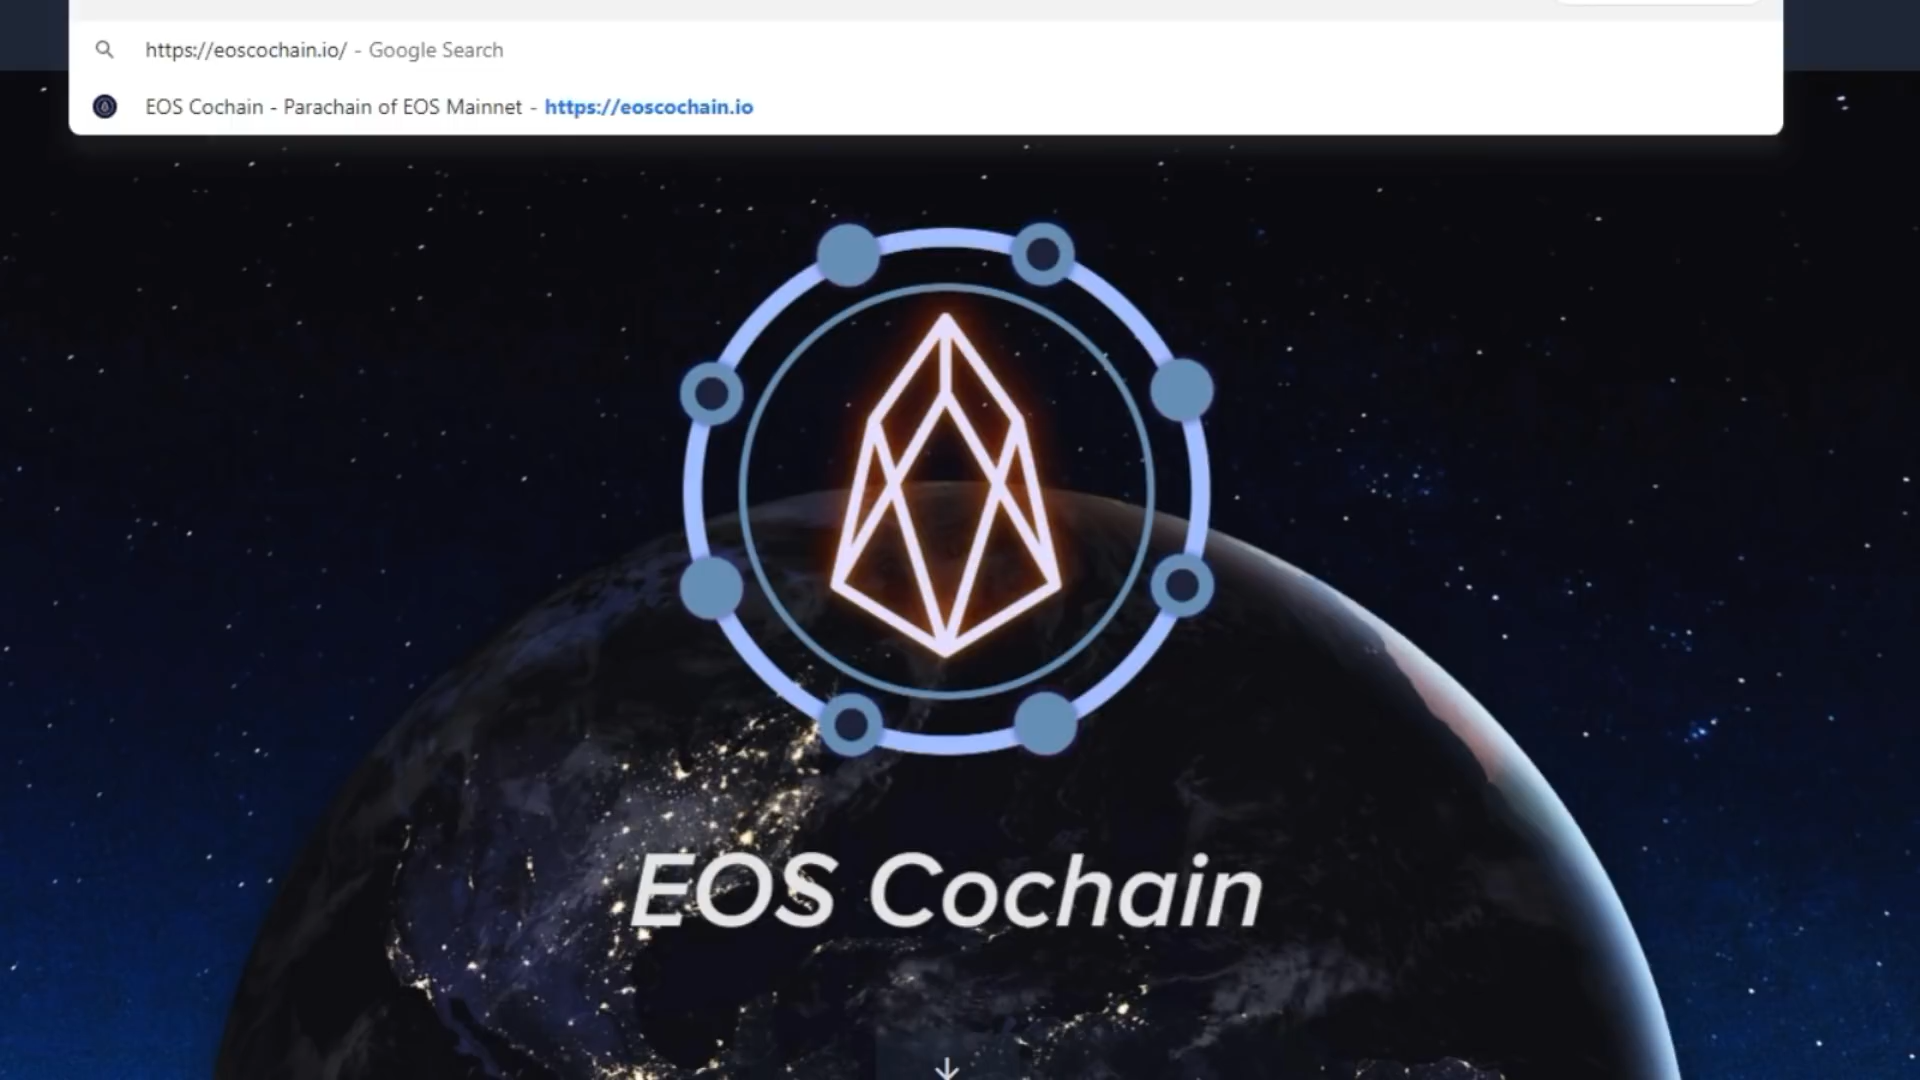 https://eoscochain.io/ - Google Search
EOS Cochain - Parachain of EOS Mainnet - https://eoscochain.io
EOS Cochain